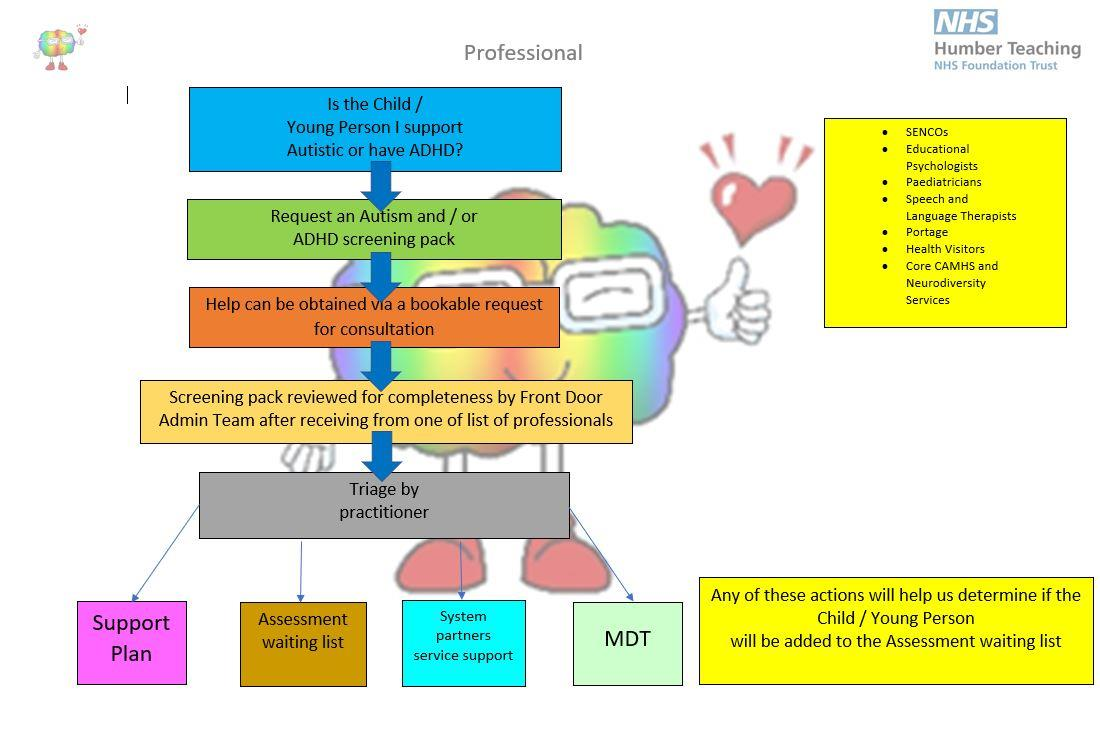 Professional
NHS
Humber Teaching
NHS Foundation Trust
Is the Child /
Young Person I support
Autistic or have ADHD?
Request an Autism and / or
ADHD screening pack
Help can be obtained via a bookable request
for consultation
Screening pack reviewed for completeness by Front Door
Admin Team after receiving from one of list of professionals
Triage by
practitioner
Support
Plan
Assessment
waiting list
System
partners
service support
MDT
• SENCOs
• Educational
Psychologists
• Paediatricians
• Speech and
Language Therapists
• Portage
• Health Visitors
• Core CAMHS and
Neurodiversity
Services
Any of these actions will help us determine if the
Child / Young Person
will be added to the Assessment waiting list